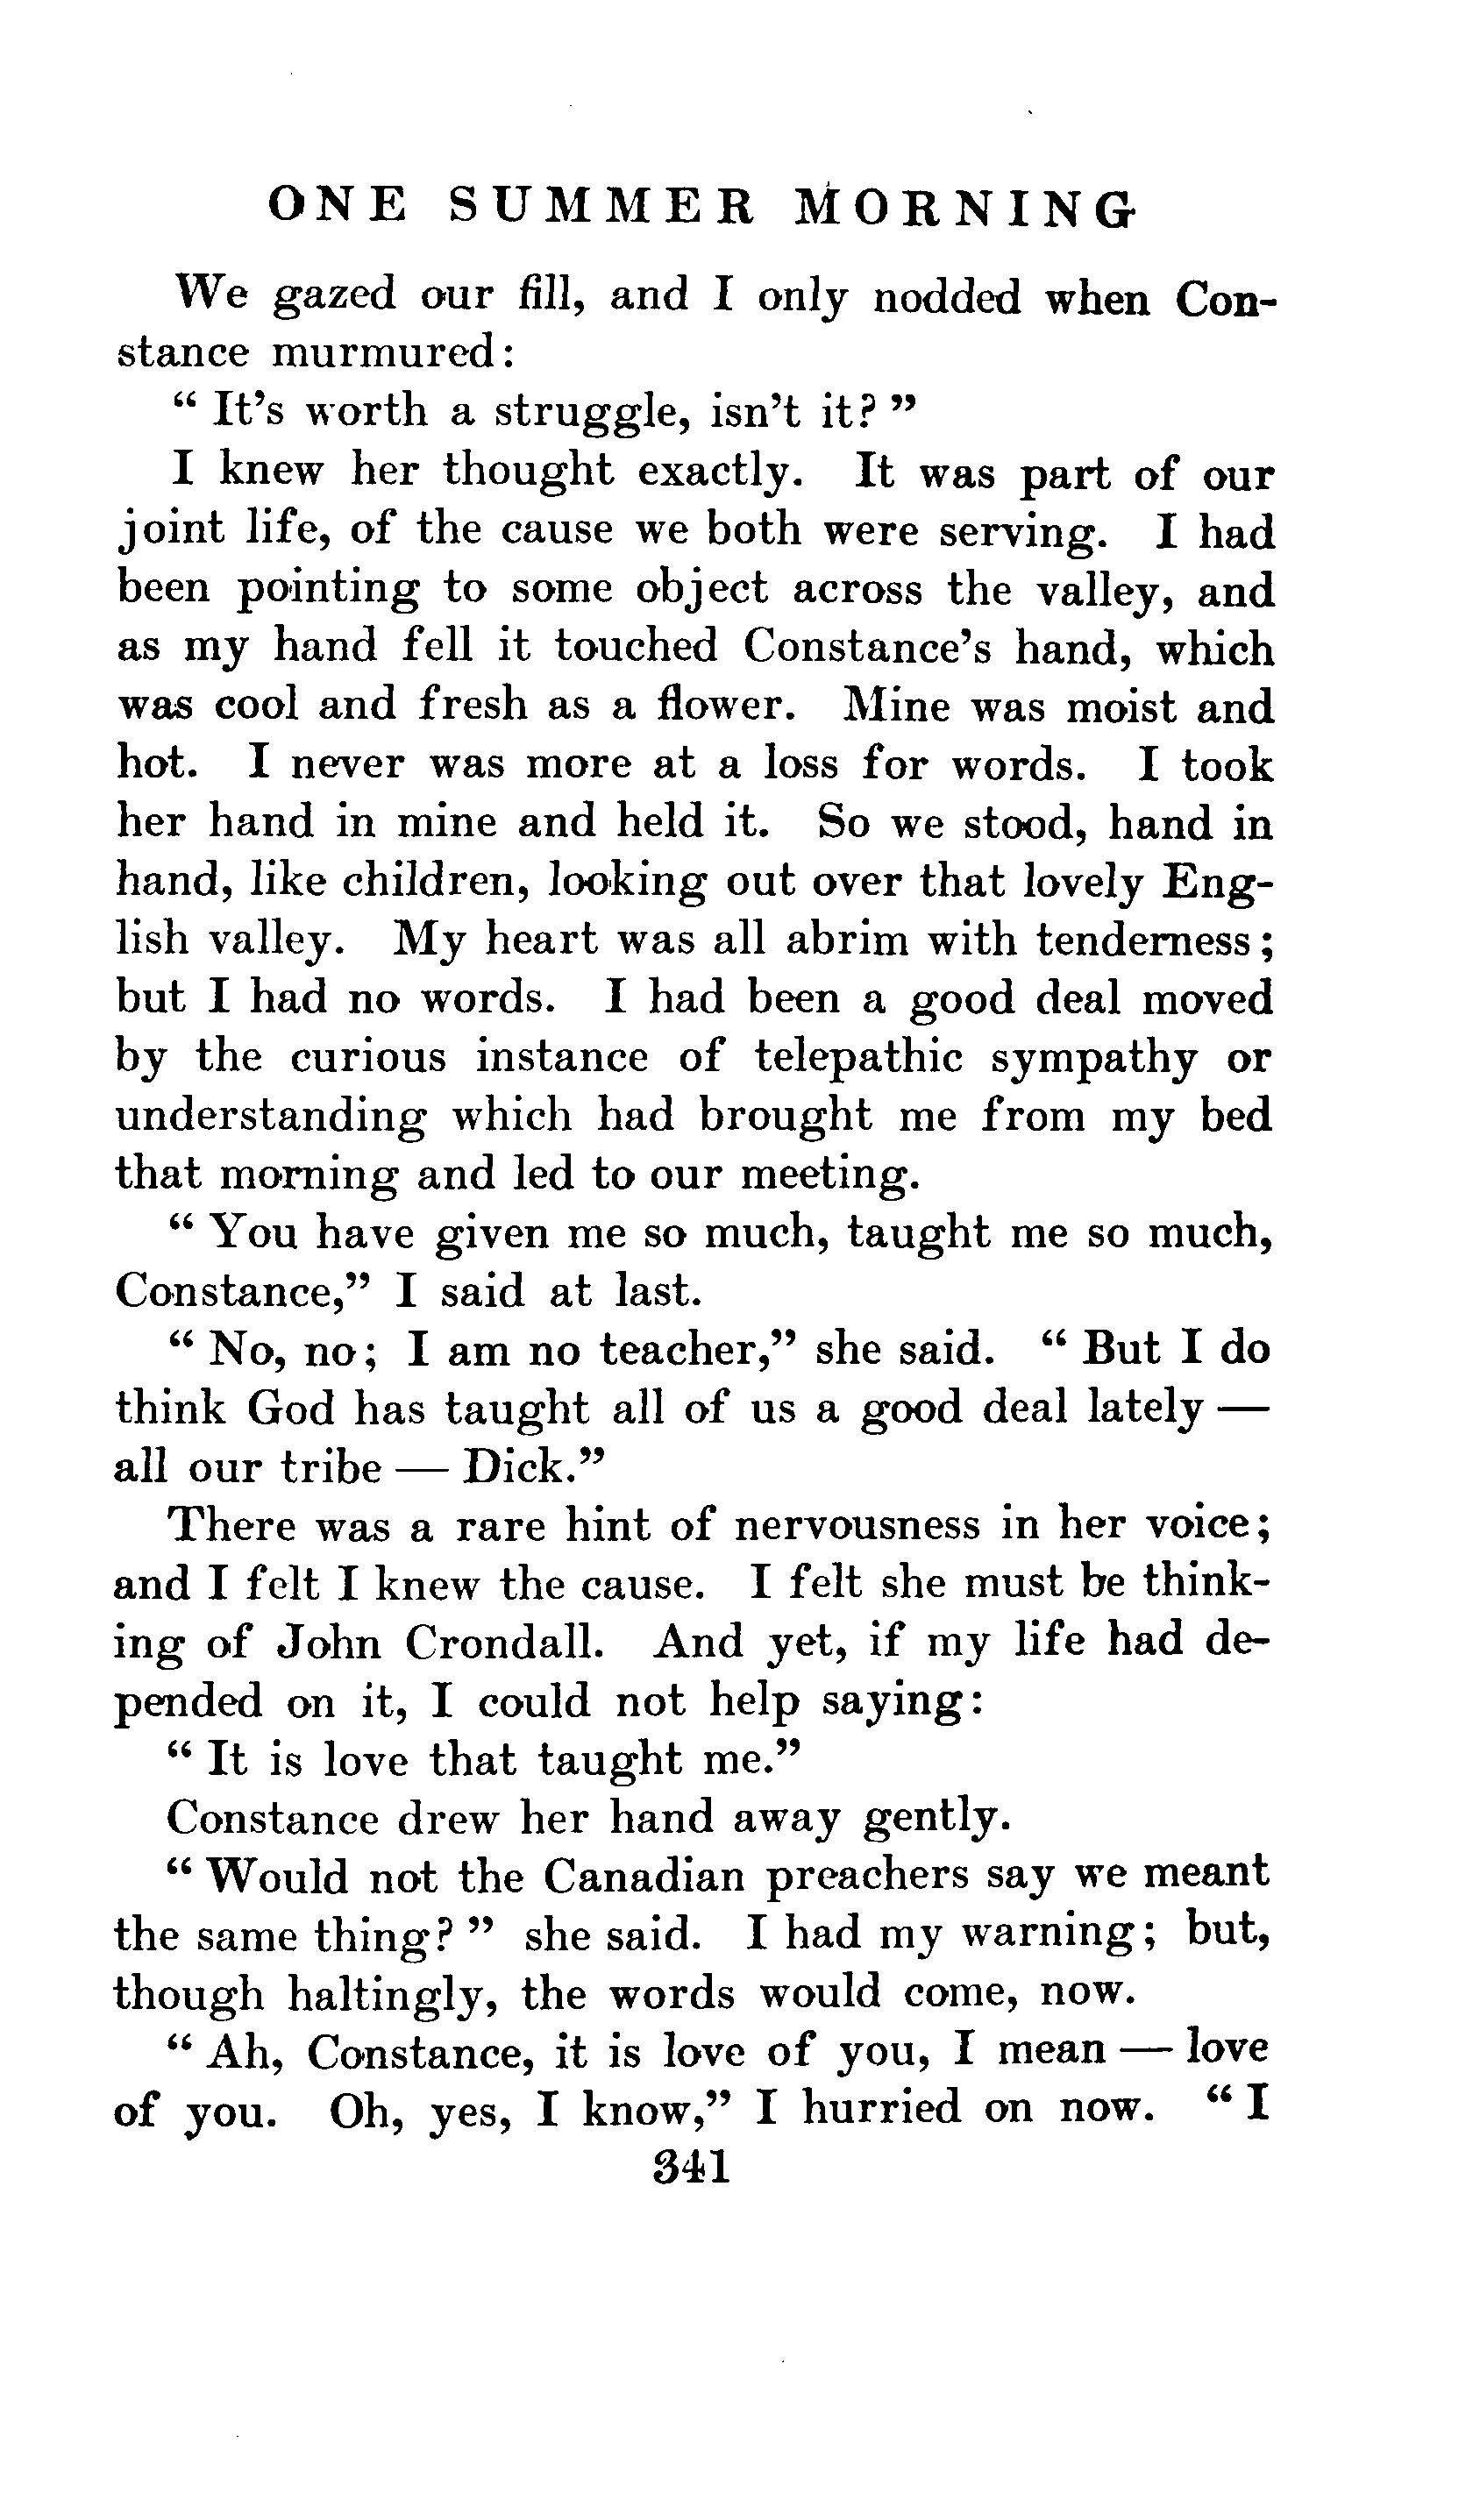 ONE SUMMER MORNING
We gazed our fill, and I only nodded when Con-
stance murmured:
“ It's worth a struggle, isn't it? ”
I knew her thought exactly. It was part of our
joint life, of the cause we both were serving. I had
been pointing to some object across the valley, and
as my hand fell it touched Constance's hand, which
was cool and fresh as a flower. Mine was moist and
hot. I never was more at a loss for words. I took
her hand in mine and held it. So we stood, hand in
hand, like children, looking out over that lovely Eng-
lish valley. My heart was all abrim with tenderness;
but I had no words. I had been a good deal moved
by the curious instance of telepathic sympathy or
understanding which had brought me from my bed
that morning and led to our meeting.
“ You have given me so much, taught me so much,
Constance,” I said at last.
“ No, no; I am no teacher,” she said. “ But I do
think God has taught all of us a good deal lately —
all our tribe — Dick.”
There was a rare hint of nervousness in her voice;
and I felt I knew the cause. I felt she must be think-
ing of John Crondall. And yet, if my life had de-
pended on it, I could not help saying:
“ It is love that taught me.”
Constance drew her hand away gently.
“ Would not the Canadian preachers say we meant
the same thing? ” she said. I had my warning; but,
though haltingly, the words would come, now.
“ Ah, Constance, it is love of you, I mean — love
of you. Oh, yes, I know,” I hurried on now. “ I
341